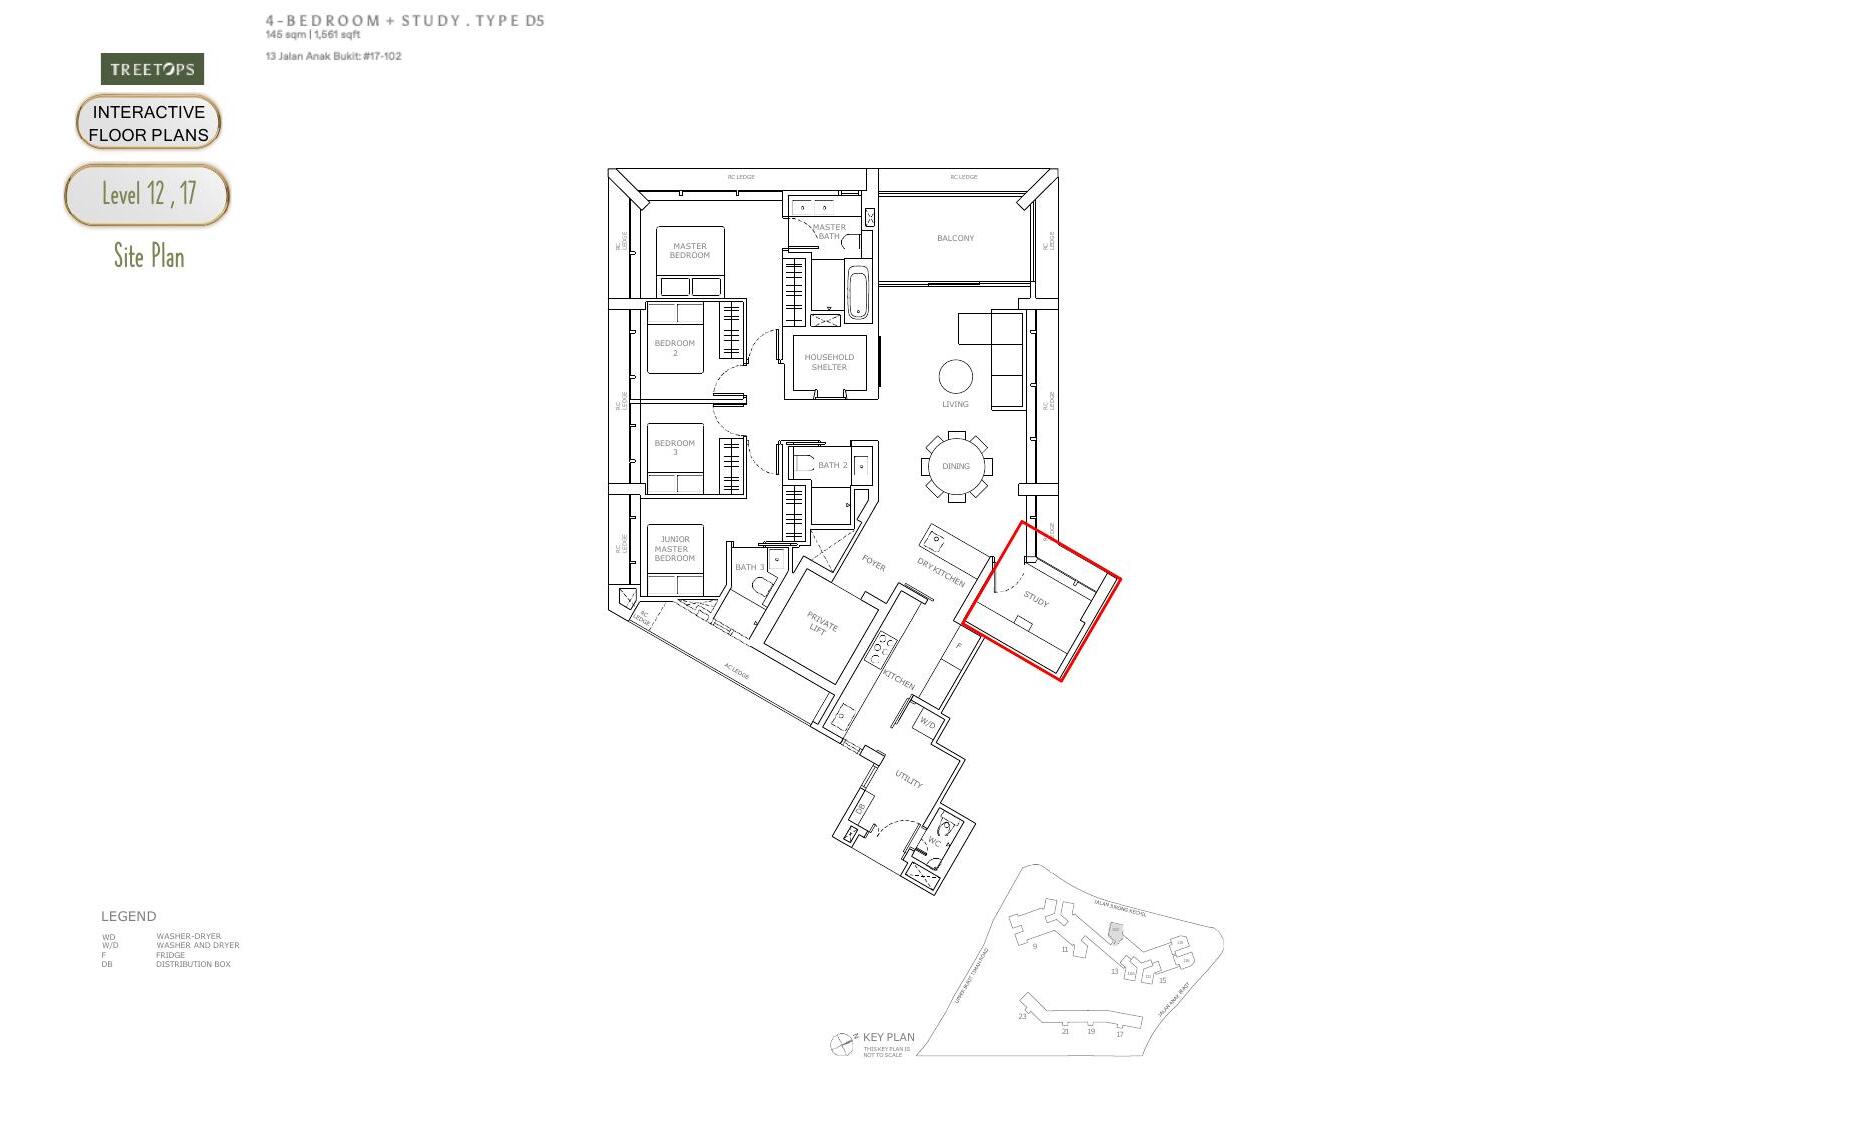 4-BEDROOM + STUDY . TYPE D5
145 sqm | 1,561 sqft
13 Jalan Anak Bukit: #17-102
TREETOPS
INTERACTIVE
FLOOR PLANS
Level 12 , 17
Site Plan
RC LEDGE
RC LEDGE
RC
LEDGE
MASTER
BEDROOM
MASTER
BATH
BALCONY
RC
LEDGE
BEDROOM
2
HOUSEHOLD
SHELTER
LIVING
RC
LEDGE
RC
LEDGE
BEDROOM
3
BATH 2
DINING
RC
LEDGE
JUNIOR
MASTER
BEDROOM
BATH 3
FOYER
DRY KITCHEN
STUDY
RC
LEDGE
PRIVATE
LIFT
F
KITCHEN
AC LEDGE
W/D
UTILITY
DB
WC
LEGEND
WD WASHER-DRYER
W/D WASHER AND DRYER
F FRIDGE
DB DISTRIBUTION BOX
JALAN JURONG KECHIL
UPPER BUKIT TIMAH ROAD
JALAN ANAK BUKIT
9
11
13
15
23
21
19
17
N
KEY PLAN
THIS KEY PLAN IS
NOT TO SCALE